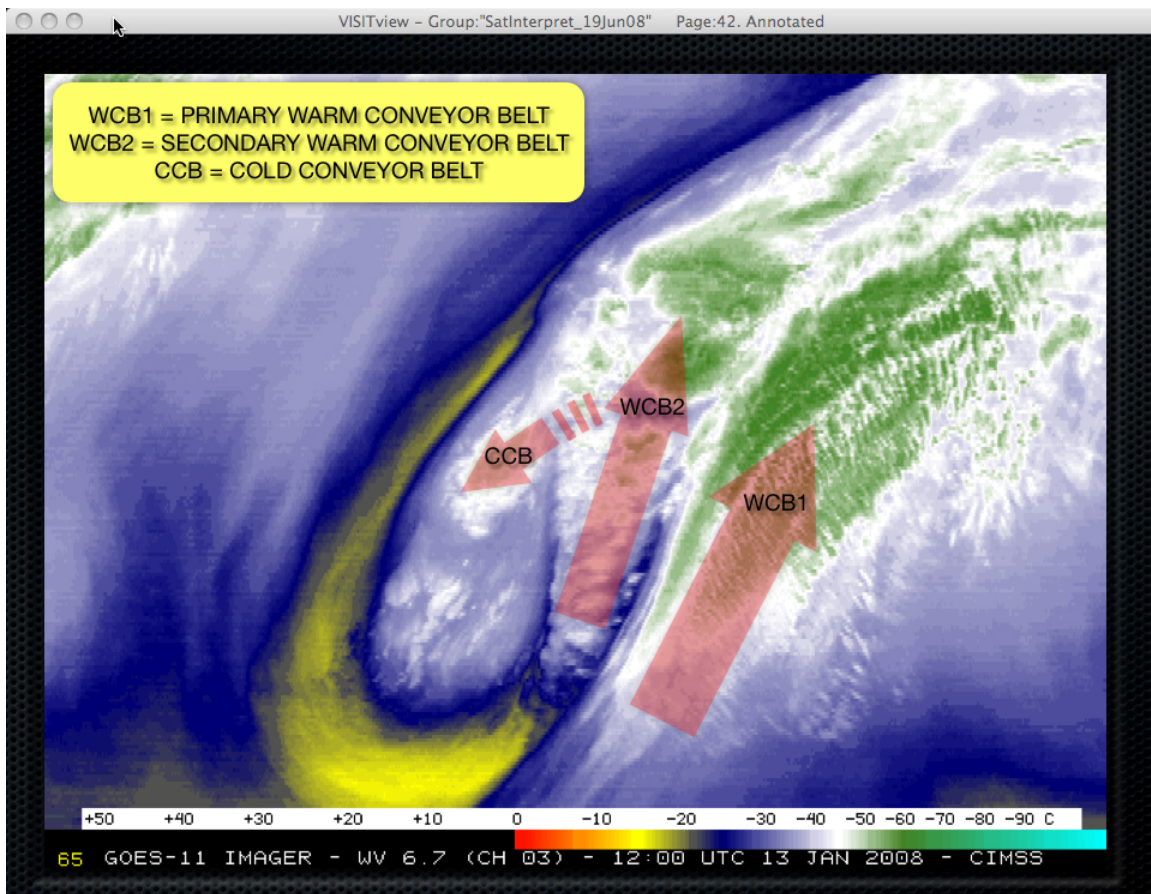 VISITview – Group:"SatInterpret_19Jun08" Page:42. Annotated
WCB1 = PRIMARY WARM CONVEYOR BELT
WCB2 = SECONDARY WARM CONVEYOR BELT
CCB = COLD CONVEYOR BELT
WCB2
CCB
WCB1
+50 +40 +30 +20 +10 0 -10 -20 -30 -40 -50 -60 -70 -80 -90 C
65 GOES-11 IMAGER - WV 6.7 (CH 03) - 12:00 UTC 13 JAN 2008 - CIMSS